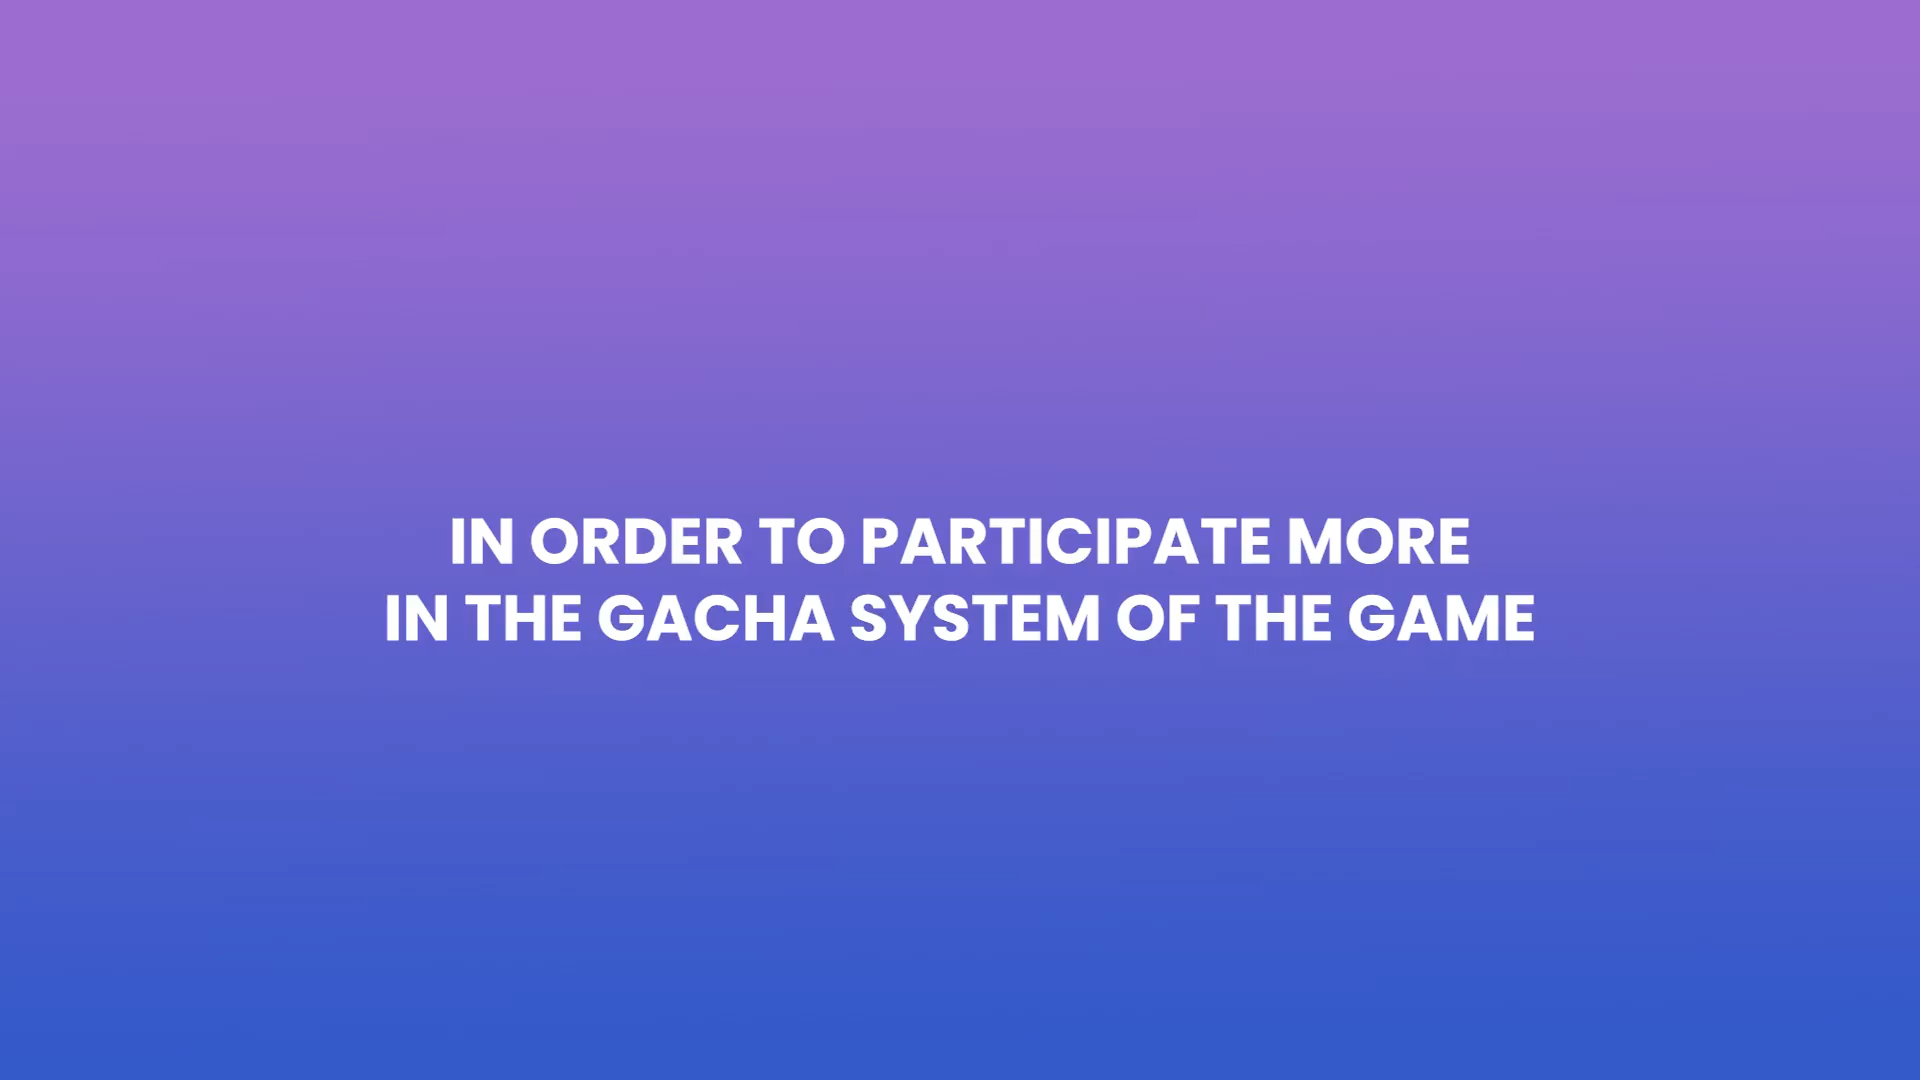 IN ORDER TO PARTICIPATE MORE
IN THE GACHA SYSTEM OF THE GAME